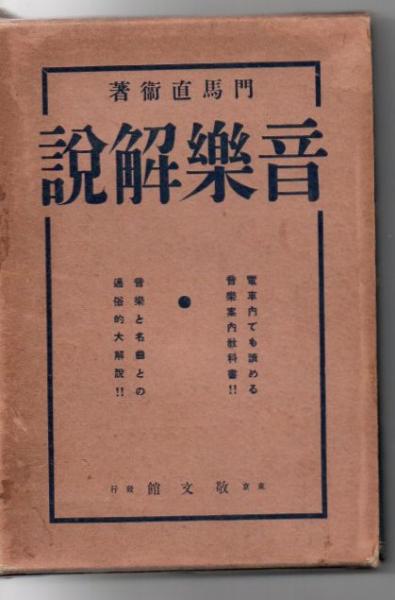 門馬直衞著
音樂解說
電車内でも讀める
音樂案内敎科書!!
音樂と名曲との
通俗的大解說!!
東京 敬文館 發行